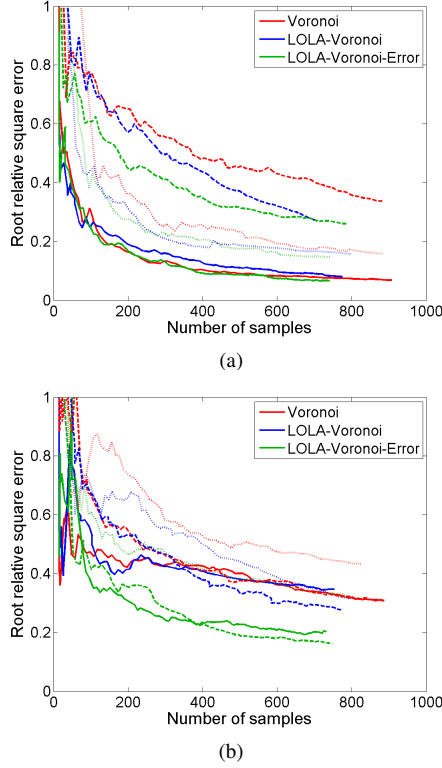 Root relative square error
1
0.8
0.6
0.4
0.2
0
0 200 400 600 800 1000
Number of samples
Voronoi
LOLA-Voronoi
LOLA-Voronoi-Error
(a)
Root relative square error
1
0.8
0.6
0.4
0.2
0
0 200 400 600 800 1000
Number of samples
Voronoi
LOLA-Voronoi
LOLA-Voronoi-Error
(b)